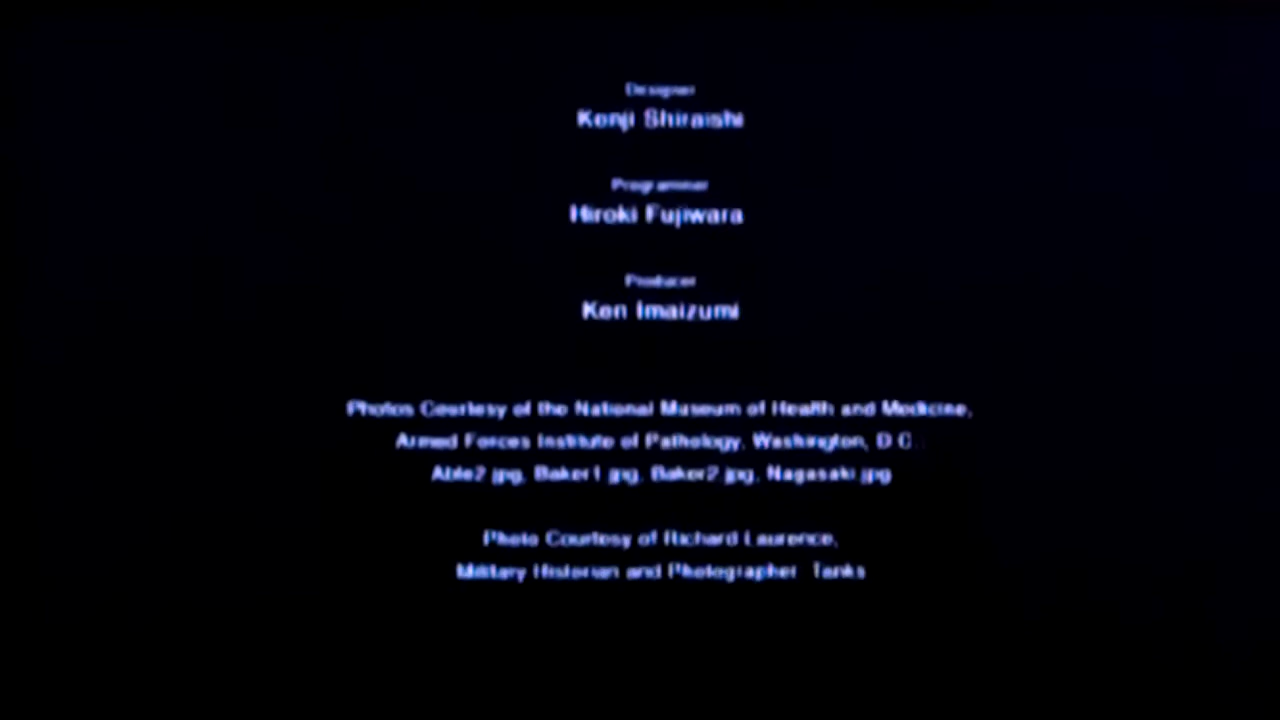 Designer
Kenji Shiraishi
Programmer
Hiroki Fujiwara
Producer
Ken Imaizumi
Photos Courtesy of the National Museum of Health and Medicine,
Armed Forces Institute of Pathology, Washington, D.C.:
Able2.jpg, Baker1.jpg, Baker2.jpg, Nagasaki.jpg
Photo Courtesy of Richard Laurence,
Military Historian and Photographer: Tanks